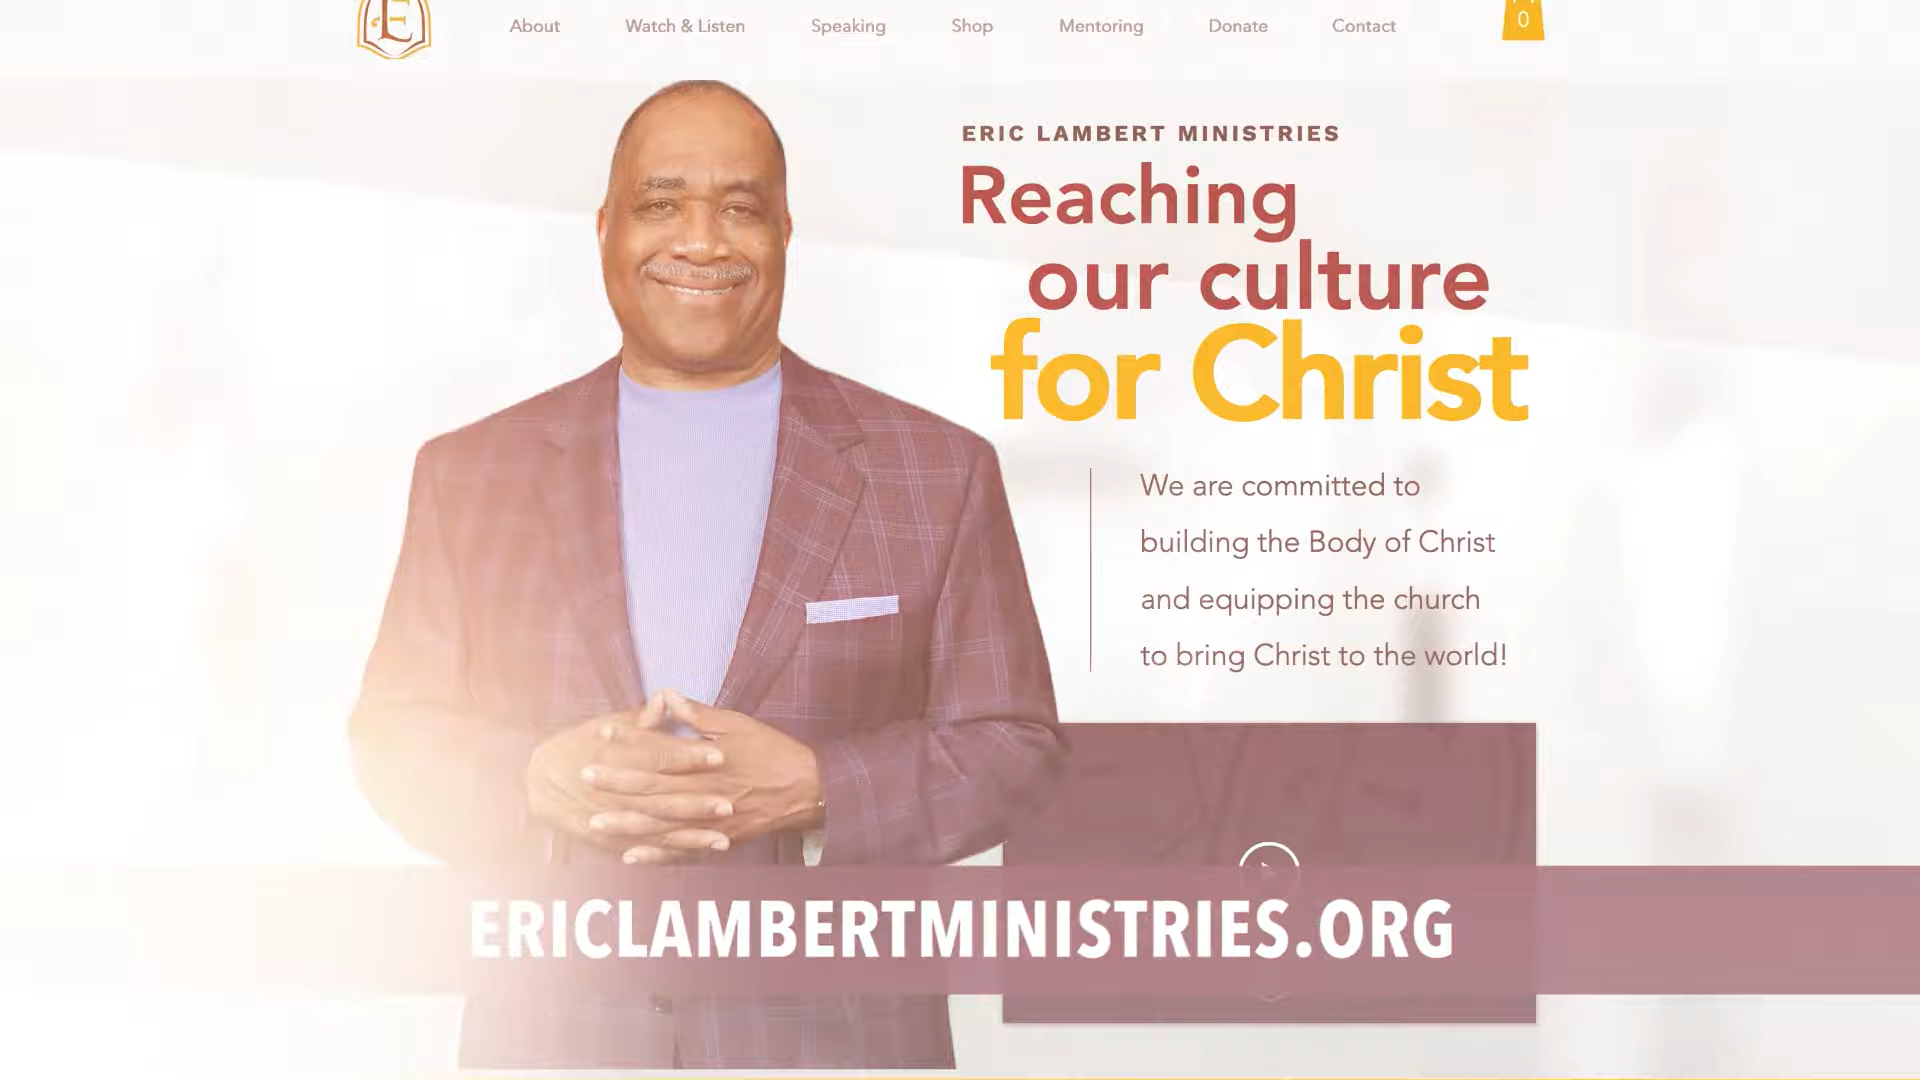 E
About
Watch & Listen
Speaking
Shop
Mentoring
Donate
Contact
0
ERIC LAMBERT MINISTRIES
Reaching
our culture
for Christ
We are committed to
building the Body of Christ
and equipping the church
to bring Christ to the world!
ERICLAMBERTMINISTRIES.ORG